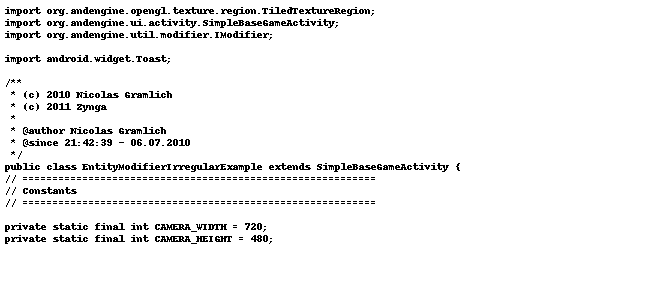 import org.andengine.opengl.texture.region.TiledTextureRegion;
import org.andengine.ui.activity.SimpleBaseGameActivity;
import org.andengine.util.modifier.IModifier;

import android.widget.Toast;

/**
 * (c) 2010 Nicolas Gramlich
 * (c) 2011 Zynga
 *
 * @author Nicolas Gramlich
 * @since 21:42:39 - 06.07.2010
 */
public class EntityModifierIrregularExample extends SimpleBaseGameActivity {
// ===========================================================
// Constants
// ===========================================================

private static final int CAMERA_WIDTH = 720;
private static final int CAMERA_HEIGHT = 480;